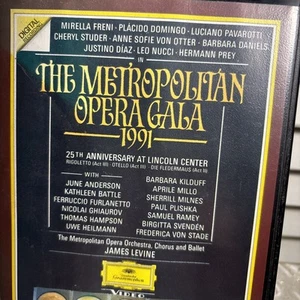 DIGITAL
MIRELLA FRENI · PLÁCIDO DOMINGO · LUCIANO PAVAROTTI
CHERYL STUDER · ANNE SOFIE VON OTTER · BARBARA DANIELS
JUSTINO DÍAZ · LEO NUCCI · HERMANN PREY
IN
THE METROPOLITAN
OPERA GALA
1991
25TH ANNIVERSARY AT LINCOLN CENTER
RIGOLETTO (Act III) · OTELLO (Act III) · DIE FLEDERMAUS (Act II)
WITH
JUNE ANDERSON
KATHLEEN BATTLE
FERRUCCIO FURLANETTO
NICOLAI GHIAUROV
THOMAS HAMPSON
UWE HEILMANN
BARBARA KILDUFF
APRILE MILLO
SHERRILL MILNES
PAUL PLISHKA
SAMUEL RAMEY
BIRGITTA SVENDEN
FREDERICA VON STADE
The Metropolitan Opera Orchestra, Chorus and Ballet
JAMES LEVINE
Deutsche
Grammophon
VIDEO